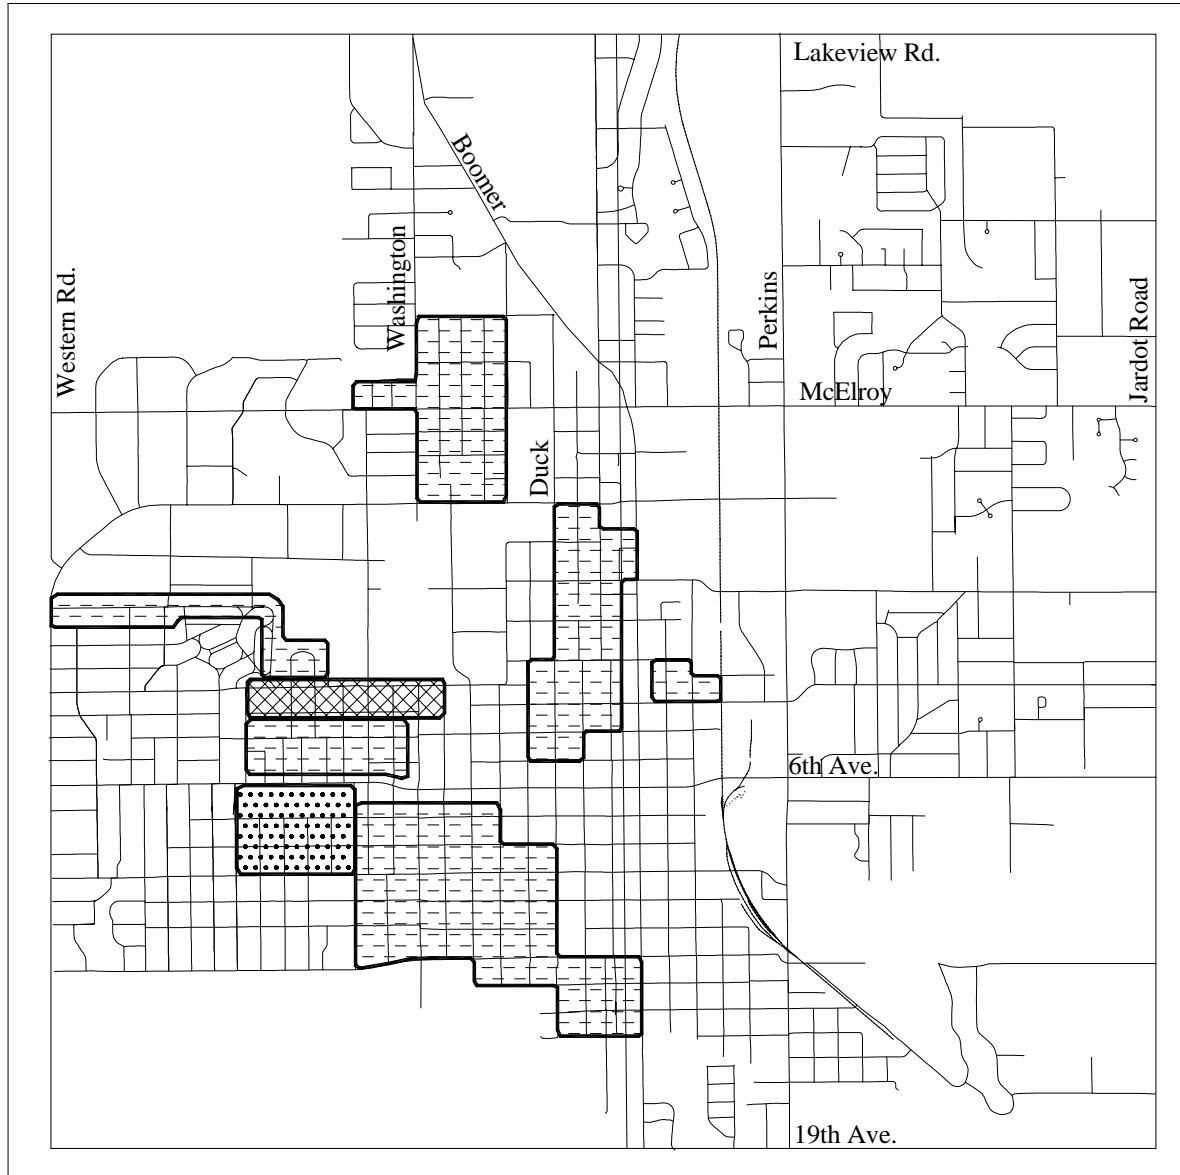 Lakeview Rd.
Boomer
Washington
Western Rd.
Perkins
Jardot Road
McElroy
Duck
6th Ave.
19th Ave.